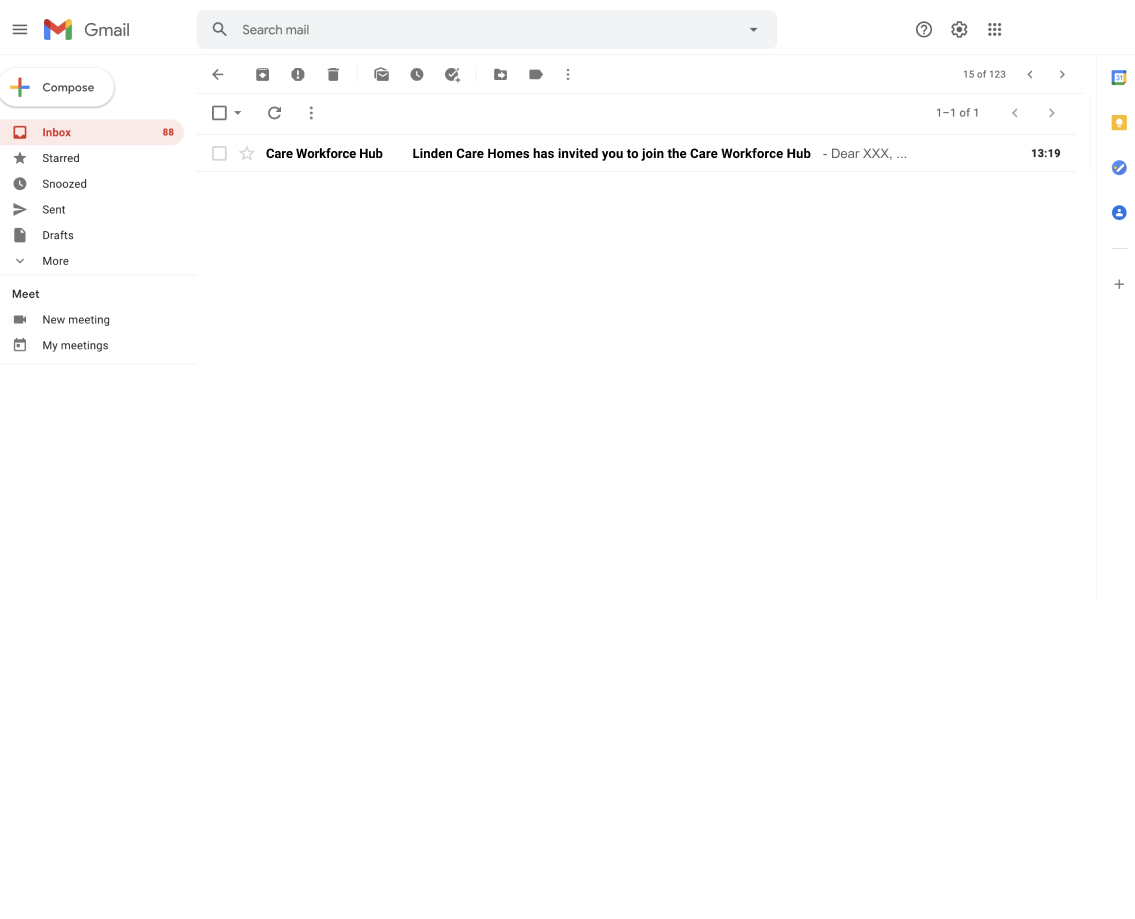 Gmail
Search mail
Compose
15 of 123
1–1 of 1
Inbox 88
Care Workforce Hub Linden Care Homes has invited you to join the Care Workforce Hub - Dear XXX, ... 13:19
Starred
Snoozed
Sent
Drafts
More
Meet
New meeting
My meetings
31